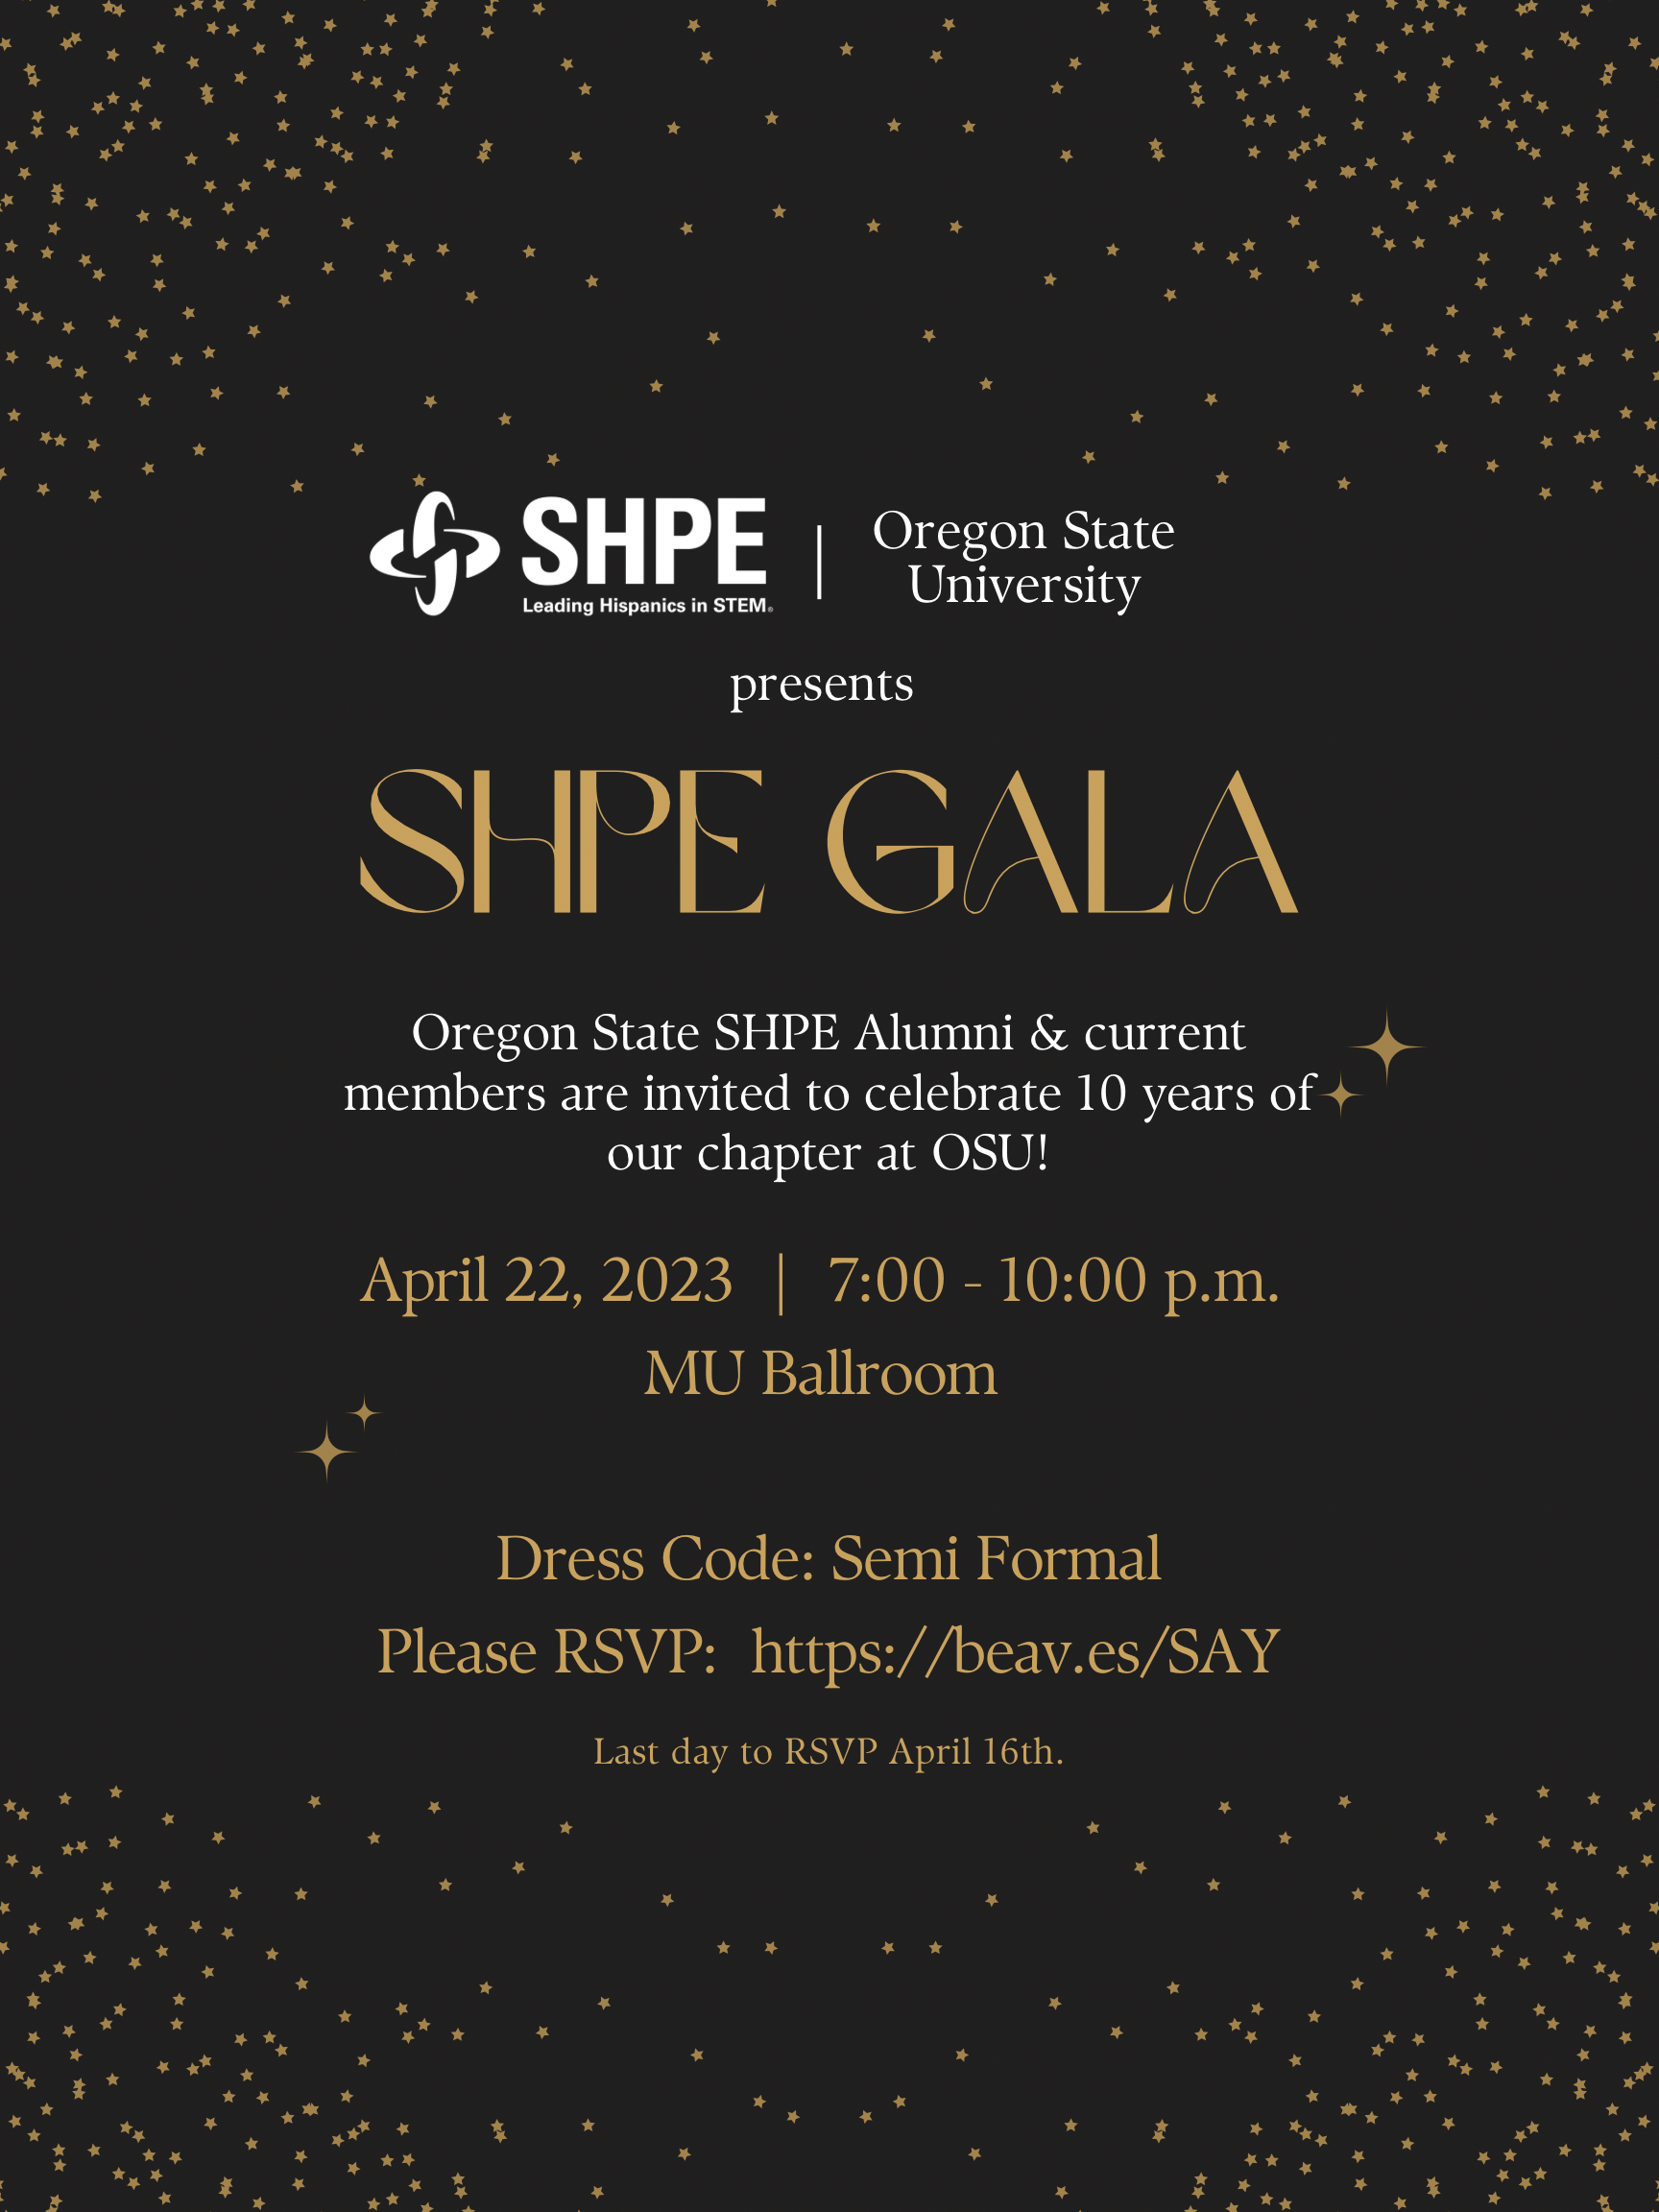 SHPE
Leading Hispanics in STEM®
Oregon State
University
presents
SHPE GALA
Oregon State SHPE Alumni & current
members are invited to celebrate 10 years of
our chapter at OSU!
April 22, 2023 | 7:00 - 10:00 p.m.
MU Ballroom
Dress Code: Semi Formal
Please RSVP: https://beav.es/SAY
Last day to RSVP April 16th.